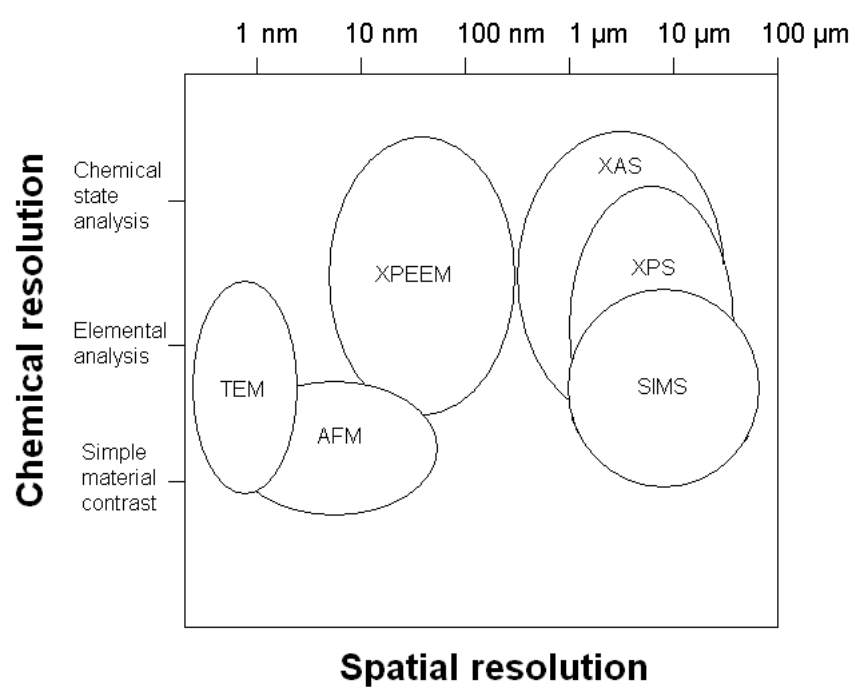 1 nm 10 nm 100 nm 1 µm 10 µm 100 µm
Chemical resolution
Chemical
state
analysis
Elemental
analysis
Simple
material
contrast
XAS
XPS
XPEEM
SIMS
TEM
AFM
Spatial resolution